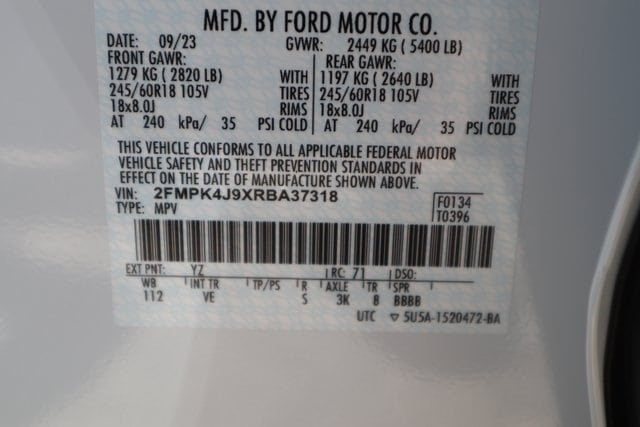 MFD. BY FORD MOTOR CO.
DATE: 09/23 GVWR: 2449 KG ( 5400 LB)
FRONT GAWR: REAR GAWR:
1279 KG ( 2820 LB) WITH 1197 KG ( 2640 LB) WITH
245/60R18 105V TIRES 245/60R18 105V TIRES
18x8.0J RIMS 18x8.0J RIMS
AT 240 kPa/ 35 PSI COLD AT 240 kPa/ 35 PSI COLD
THIS VEHICLE CONFORMS TO ALL APPLICABLE FEDERAL MOTOR
VEHICLE SAFETY AND THEFT PREVENTION STANDARDS IN
EFFECT ON THE DATE OF MANUFACTURE SHOWN ABOVE.
VIN: 2FMPK4J9XRBA37318 F0134
TYPE: MPV T0396
EXT PNT: YZ RC: 71 DSO:
WB INT TR TP/PS R AXLE TR SPR
112 VE S 3K 8 BBBB
UTC ▽ 5U5A-1520472-BA